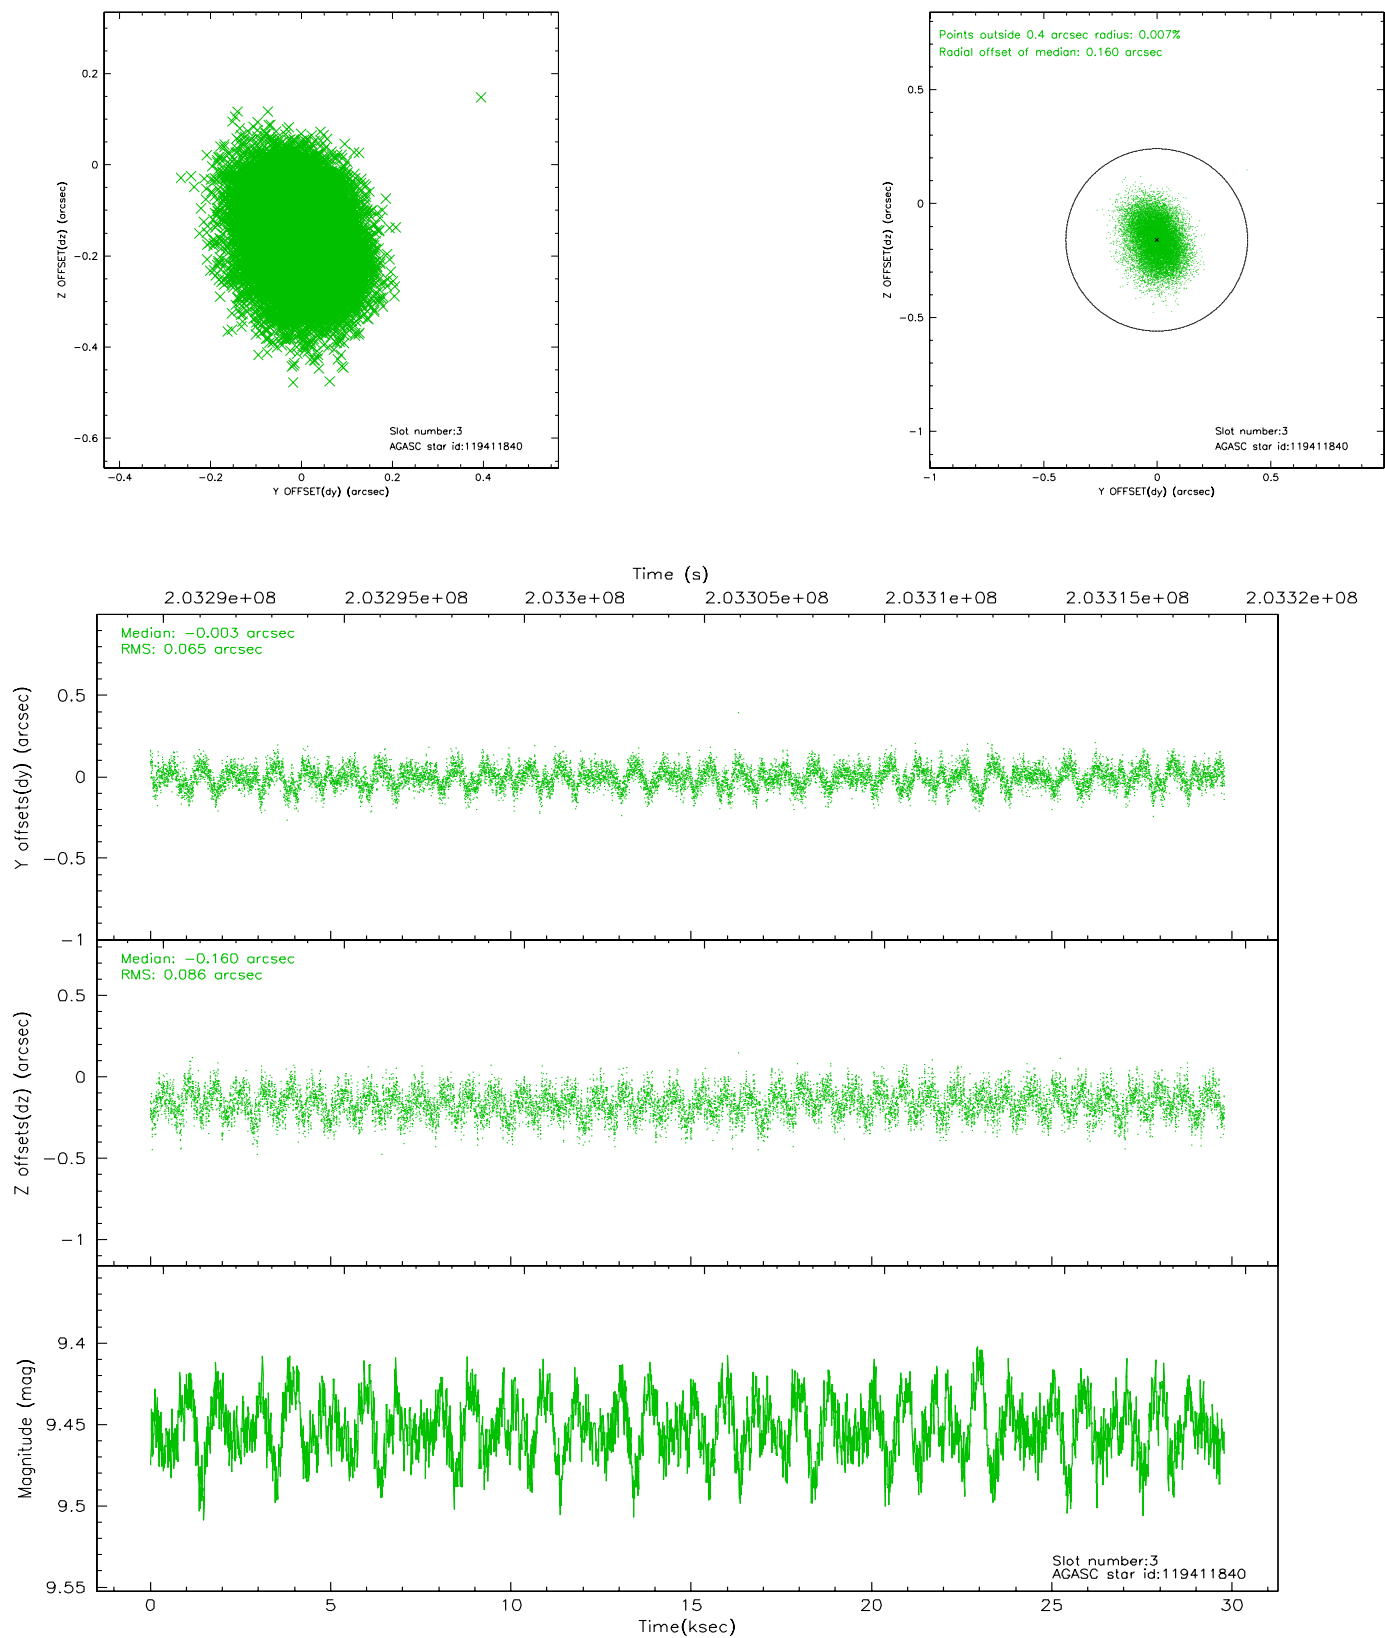 0.2
0
−0.2
−0.4
−0.6
Z OFFSET(dz) (arcsec)
Slot number:3
AGASC star id:119411840
−0.4 −0.2 0 0.2 0.4
Y OFFSET(dy) (arcsec)
Points outside 0.4 arcsec radius: 0.007%
Radial offset of median: 0.160 arcsec
0.5
0
−0.5
−1
Z OFFSET(dz) (arcsec)
Slot number:3
AGASC star id:119411840
−1 −0.5 0 0.5
Y OFFSET(dy) (arcsec)
Time (s)
2.0329e+08 2.03295e+08 2.033e+08 2.03305e+08 2.0331e+08 2.03315e+08 2.0332e+08
Median: −0.003 arcsec
RMS: 0.065 arcsec
0.5
0
−0.5
−1
Y offsets(dy) (arcsec)
Median: −0.160 arcsec
RMS: 0.086 arcsec
0.5
0
−0.5
−1
Z offsets(dz) (arcsec)
9.4
9.45
9.5
9.55
Magnitude (mag)
Slot number:3
AGASC star id:119411840
0 5 10 15 20 25 30
Time(ksec)